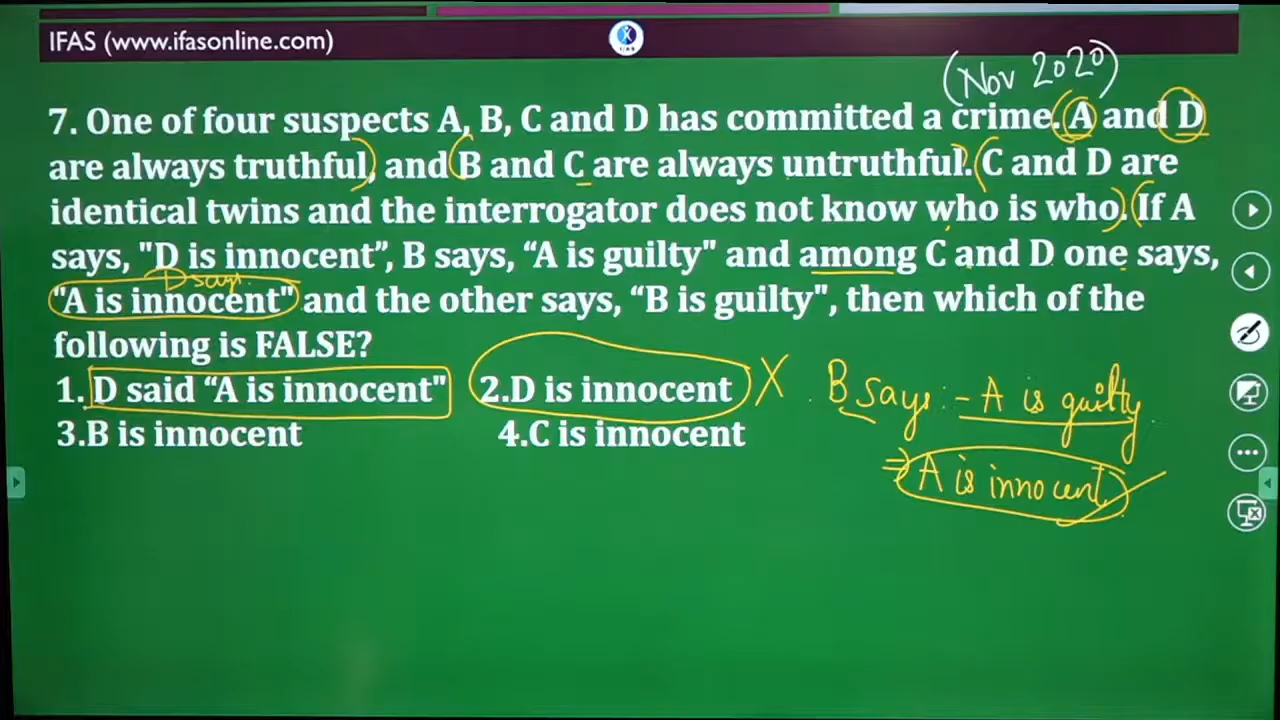 IFAS (www.ifasonline.com)
(Nov 2020)
7. One of four suspects A, B, C and D has committed a crime. A and D
are always truthful, and B and C are always untruthful. C and D are
identical twins and the interrogator does not know who is who. If A
says, "D is innocent”, B says, “A is guilty" and among C and D one says,
D says
"A is innocent" and the other says, “B is guilty", then which of the
following is FALSE?
1. D said “A is innocent" 2.D is innocent X
3.B is innocent 4.C is innocent
B says :- A is guilty
⇒ A is innocent